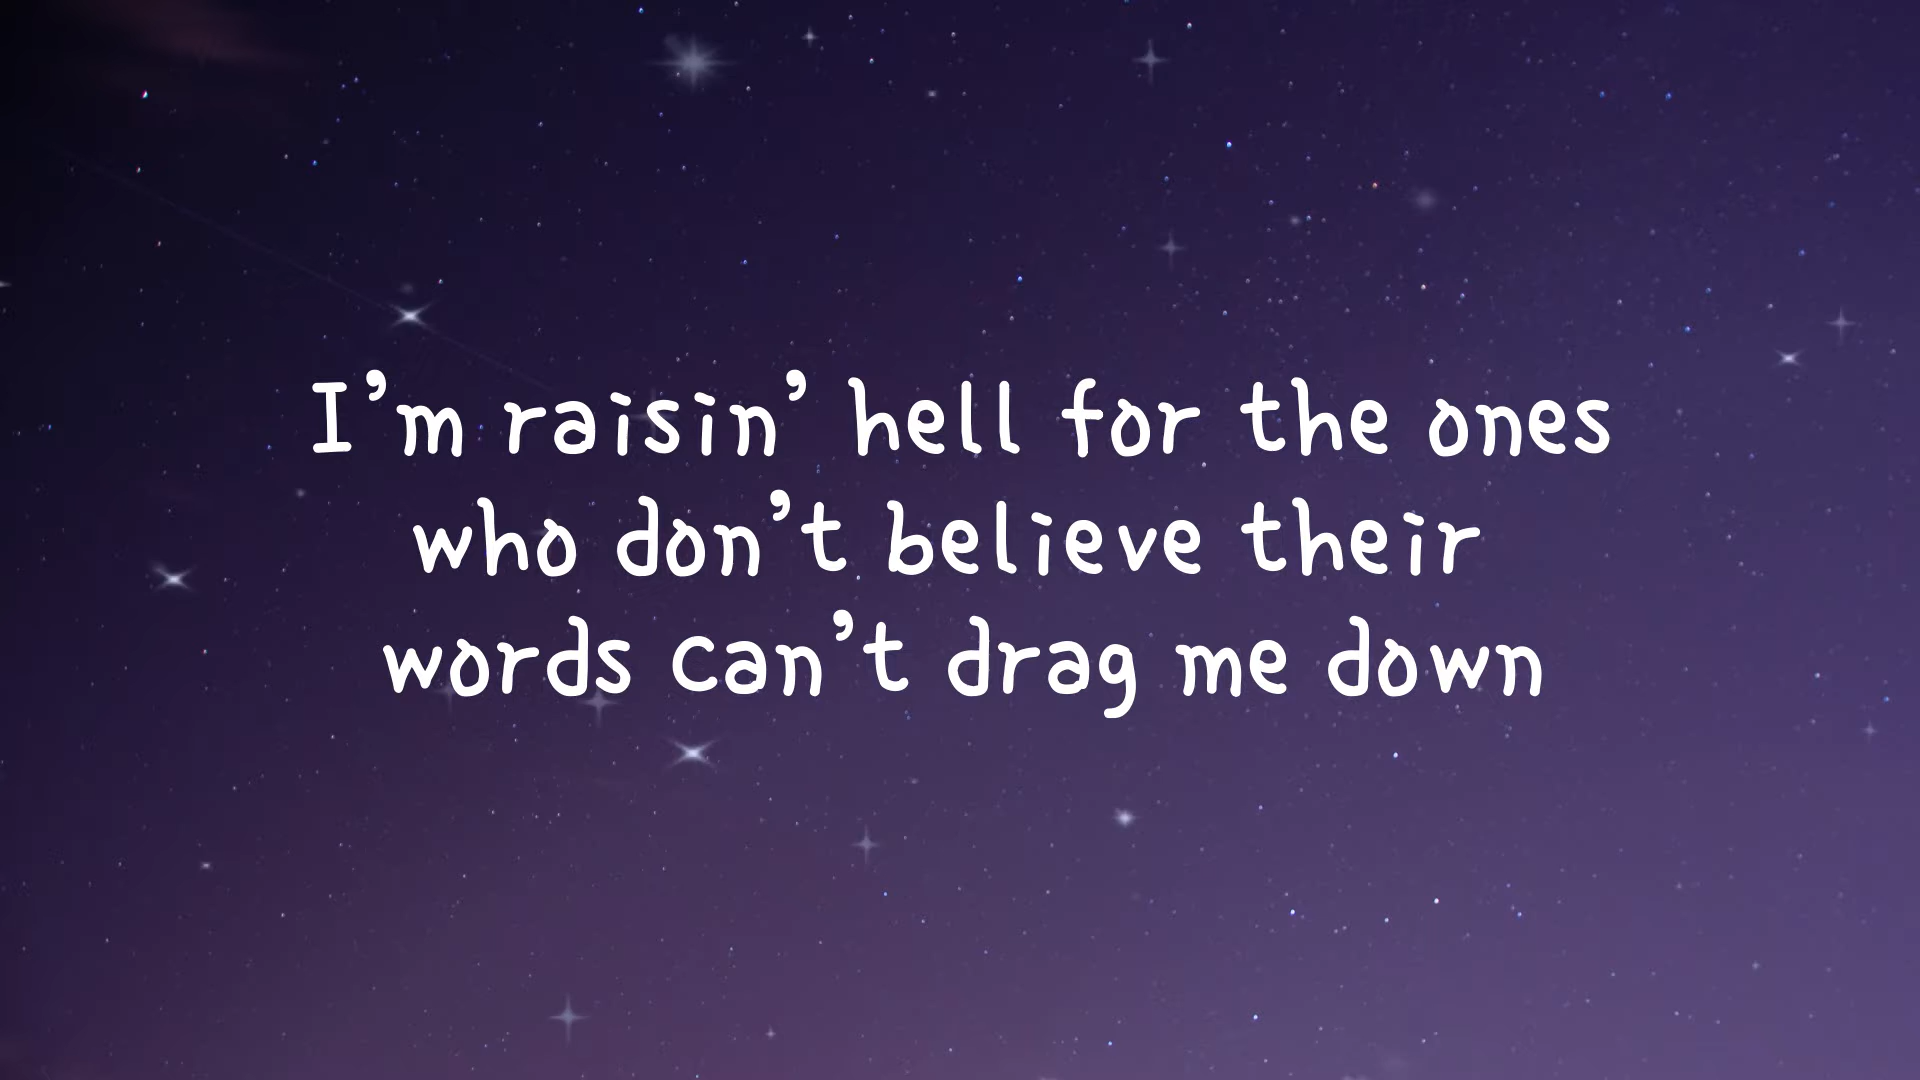 I’m raisin’ hell for the ones
who don’t believe their
words can’t drag me down